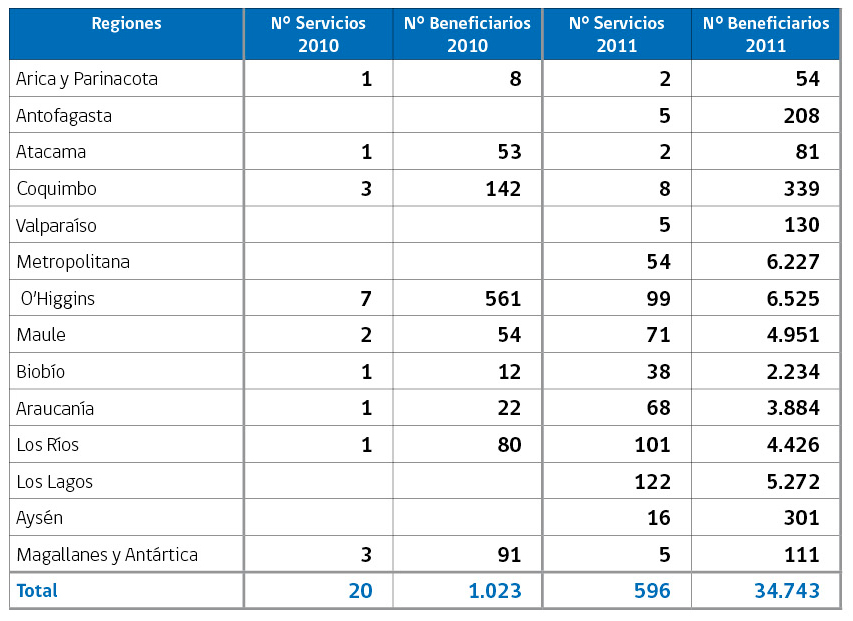 Regiones Nº Servicios 2010 Nº Beneficiarios 2010 Nº Servicios 2011 Nº Beneficiarios 2011
Arica y Parinacota 1 8 2 54
Antofagasta 5 208
Atacama 1 53 2 81
Coquimbo 3 142 8 339
Valparaíso 5 130
Metropolitana 54 6.227
O'Higgins 7 561 99 6.525
Maule 2 54 71 4.951
Biobío 1 12 38 2.234
Araucanía 1 22 68 3.884
Los Ríos 1 80 101 4.426
Los Lagos 122 5.272
Aysén 16 301
Magallanes y Antártica 3 91 5 111
Total 20 1.023 596 34.743